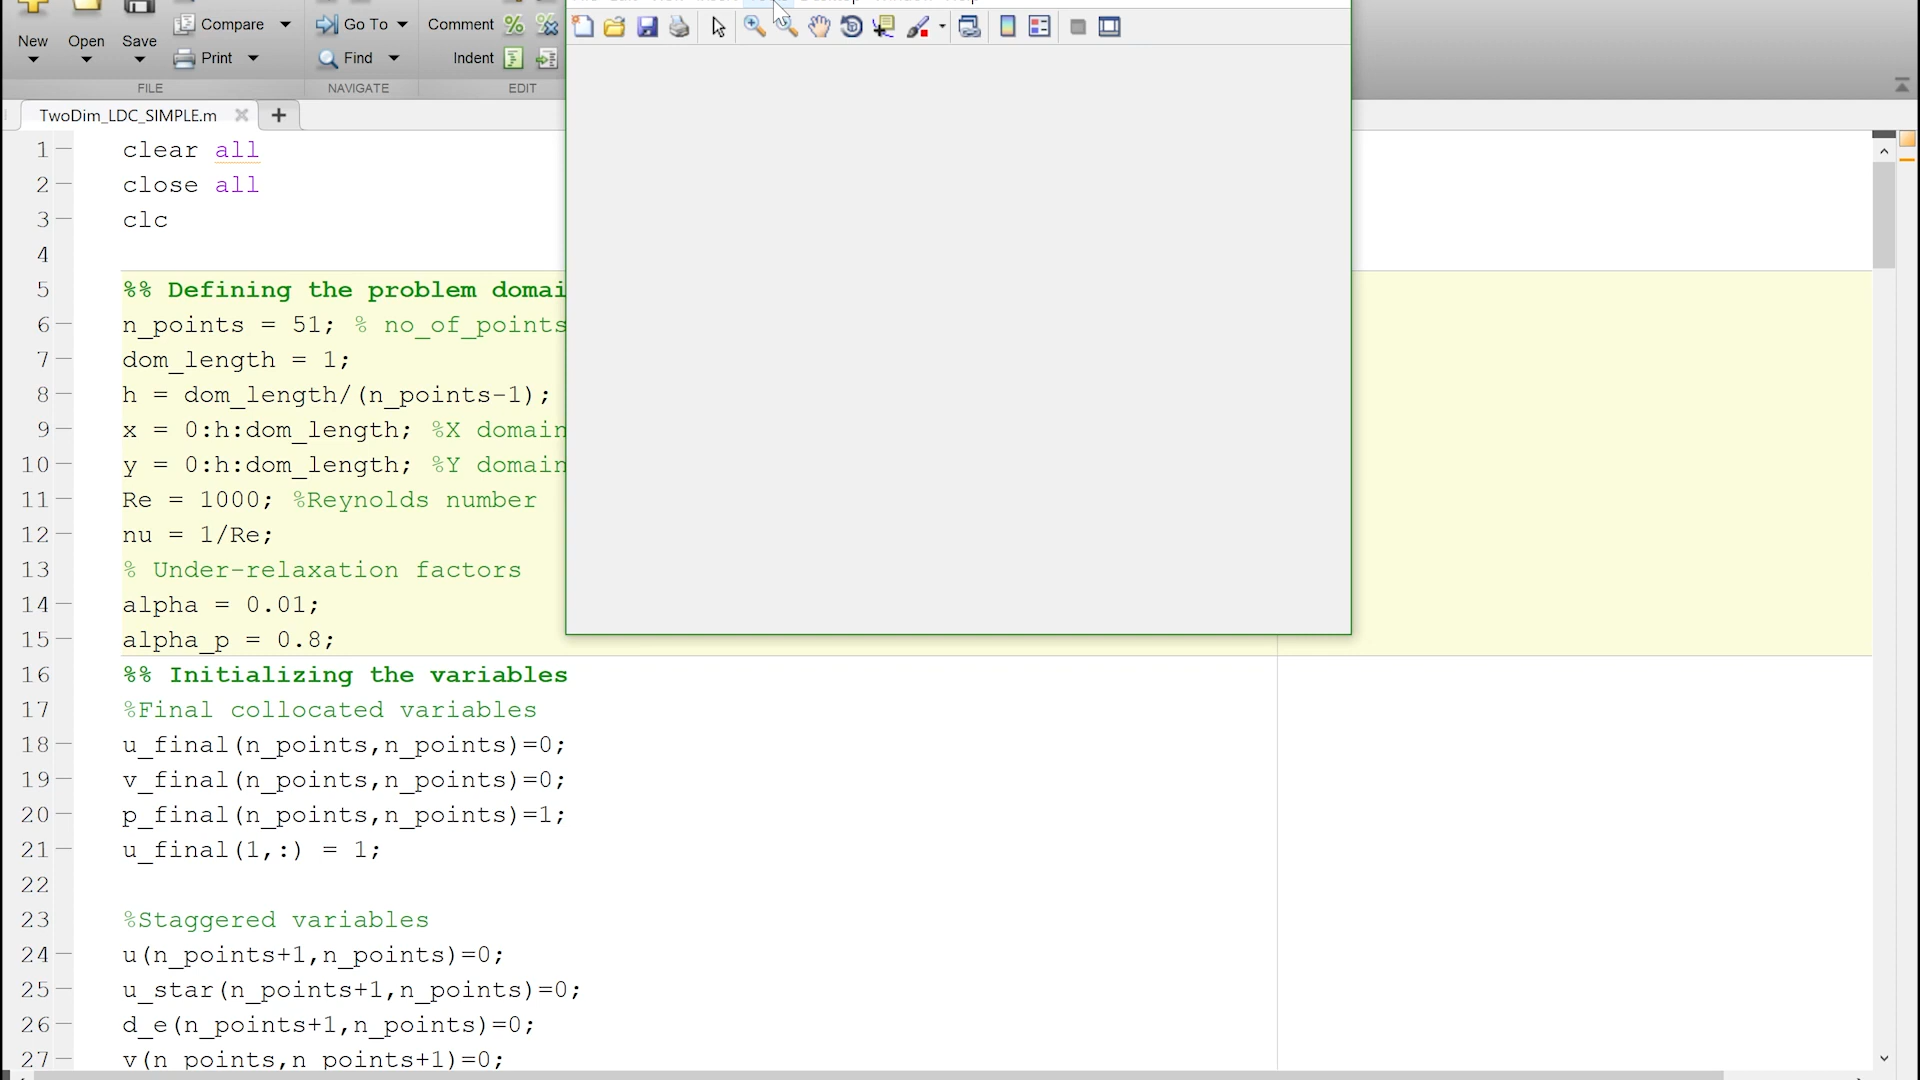 Compare
Go To
Comment
New
Open
Save
Print
Find
Indent
FILE
NAVIGATE
EDIT
TwoDim_LDC_SIMPLE.m
1 clear all
2 close all
3 clc
4
5 %% Defining the problem domai
6 n_points = 51; % no_of_points
7 dom_length = 1;
8 h = dom_length/(n_points-1);
9 x = 0:h:dom_length; %X domain
10 y = 0:h:dom_length; %Y domain
11 Re = 1000; %Reynolds number
12 nu = 1/Re;
13 % Under-relaxation factors
14 alpha = 0.01;
15 alpha_p = 0.8;
16 %% Initializing the variables
17 %Final collocated variables
18 u_final(n_points,n_points)=0;
19 v_final(n_points,n_points)=0;
20 p_final(n_points,n_points)=1;
21 u_final(1,:) = 1;
22
23 %Staggered variables
24 u(n_points+1,n_points)=0;
25 u_star(n_points+1,n_points)=0;
26 d_e(n_points+1,n_points)=0;
27 v(n_points,n_points+1)=0;